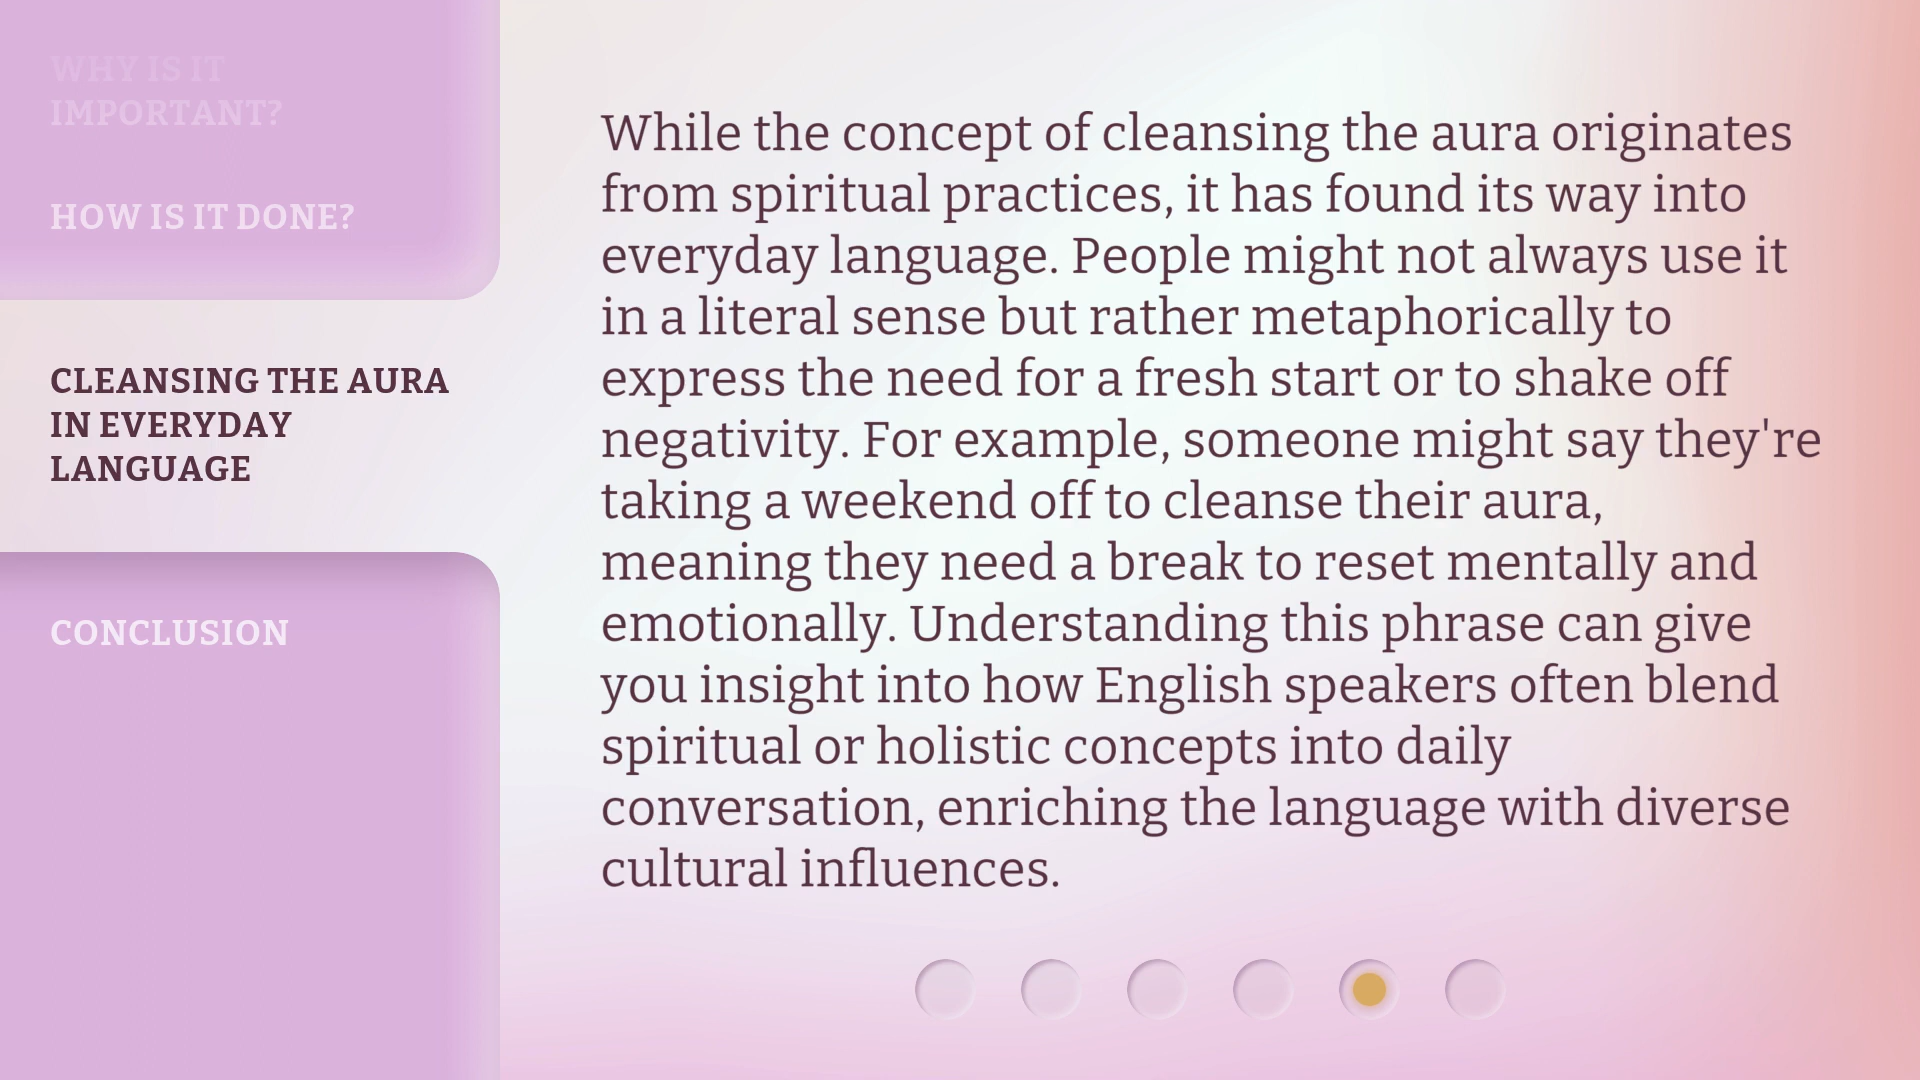 WHY IS IT
IMPORTANT?
HOW IS IT DONE?
CLEANSING THE AURA
IN EVERYDAY
LANGUAGE
CONCLUSION
While the concept of cleansing the aura originates
from spiritual practices, it has found its way into
everyday language. People might not always use it
in a literal sense but rather metaphorically to
express the need for a fresh start or to shake off
negativity. For example, someone might say they're
taking a weekend off to cleanse their aura,
meaning they need a break to reset mentally and
emotionally. Understanding this phrase can give
you insight into how English speakers often blend
spiritual or holistic concepts into daily
conversation, enriching the language with diverse
cultural influences.